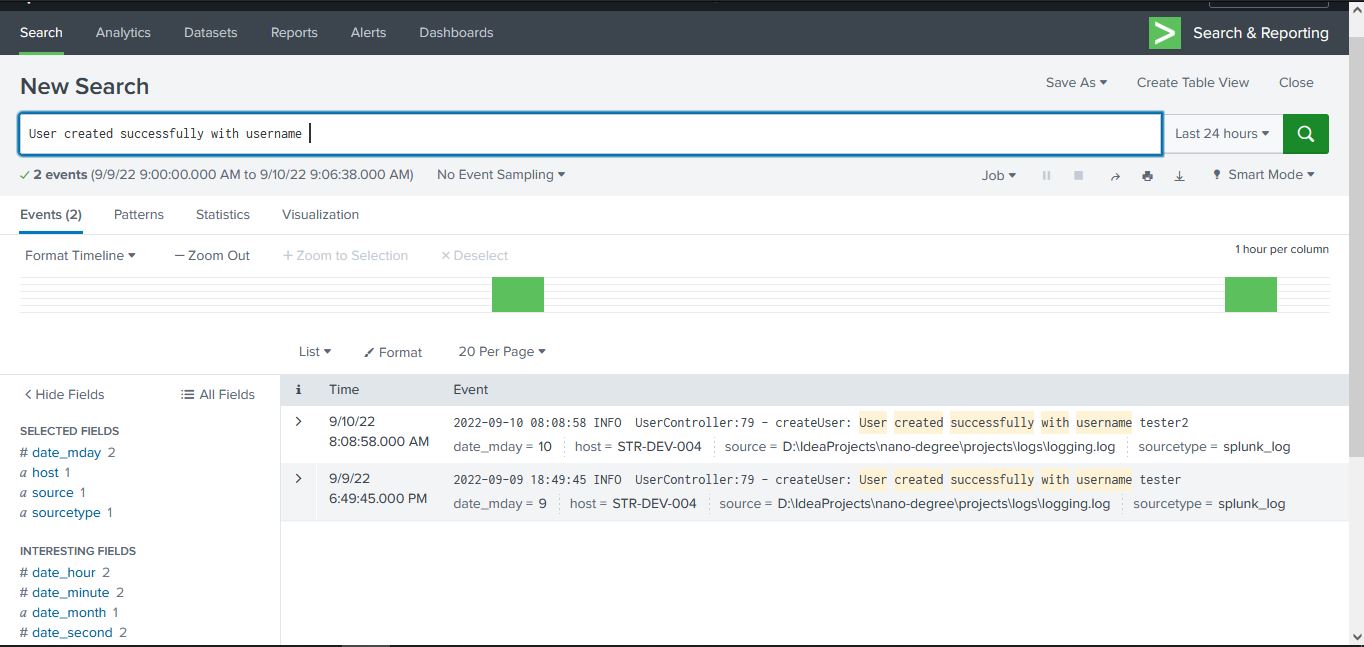 Search Analytics Datasets Reports Alerts Dashboards > Search & Reporting
New Search Save As ▾ Create Table View Close
User created successfully with username Last 24 hours ▾
✓ 2 events (9/9/22 9:00:00.000 AM to 9/10/22 9:06:38.000 AM) No Event Sampling ▾ Job ▾ Smart Mode ▾
Events (2) Patterns Statistics Visualization
Format Timeline ▾ — Zoom Out + Zoom to Selection × Deselect 1 hour per column
List ▾ Format 20 Per Page ▾
< Hide Fields All Fields
SELECTED FIELDS
# date_mday 2
a host 1
a source 1
a sourcetype 1
INTERESTING FIELDS
# date_hour 2
# date_minute 2
a date_month 1
# date_second 2
i Time Event
> 9/10/22
8:08:58.000 AM
2022-09-10 08:08:58 INFO UserController:79 - createUser: User created successfully with username tester2
date_mday = 10 host = STR-DEV-004 source = D:\IdeaProjects\nano-degree\projects\logs\logging.log sourcetype = splunk_log
> 9/9/22
6:49:45.000 PM
2022-09-09 18:49:45 INFO UserController:79 - createUser: User created successfully with username tester
date_mday = 9 host = STR-DEV-004 source = D:\IdeaProjects\nano-degree\projects\logs\logging.log sourcetype = splunk_log